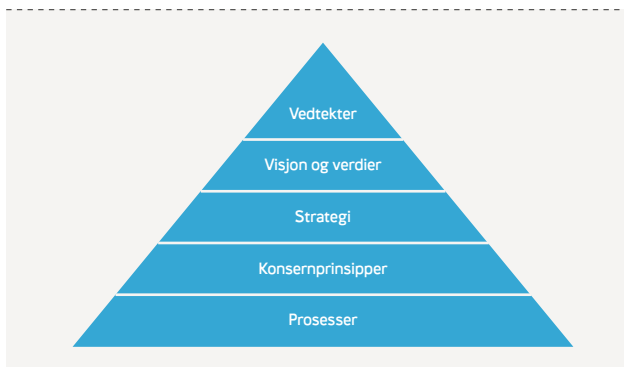 Vedtekter
Visjon og verdier
Strategi
Konsernprinsipper
Prosesser